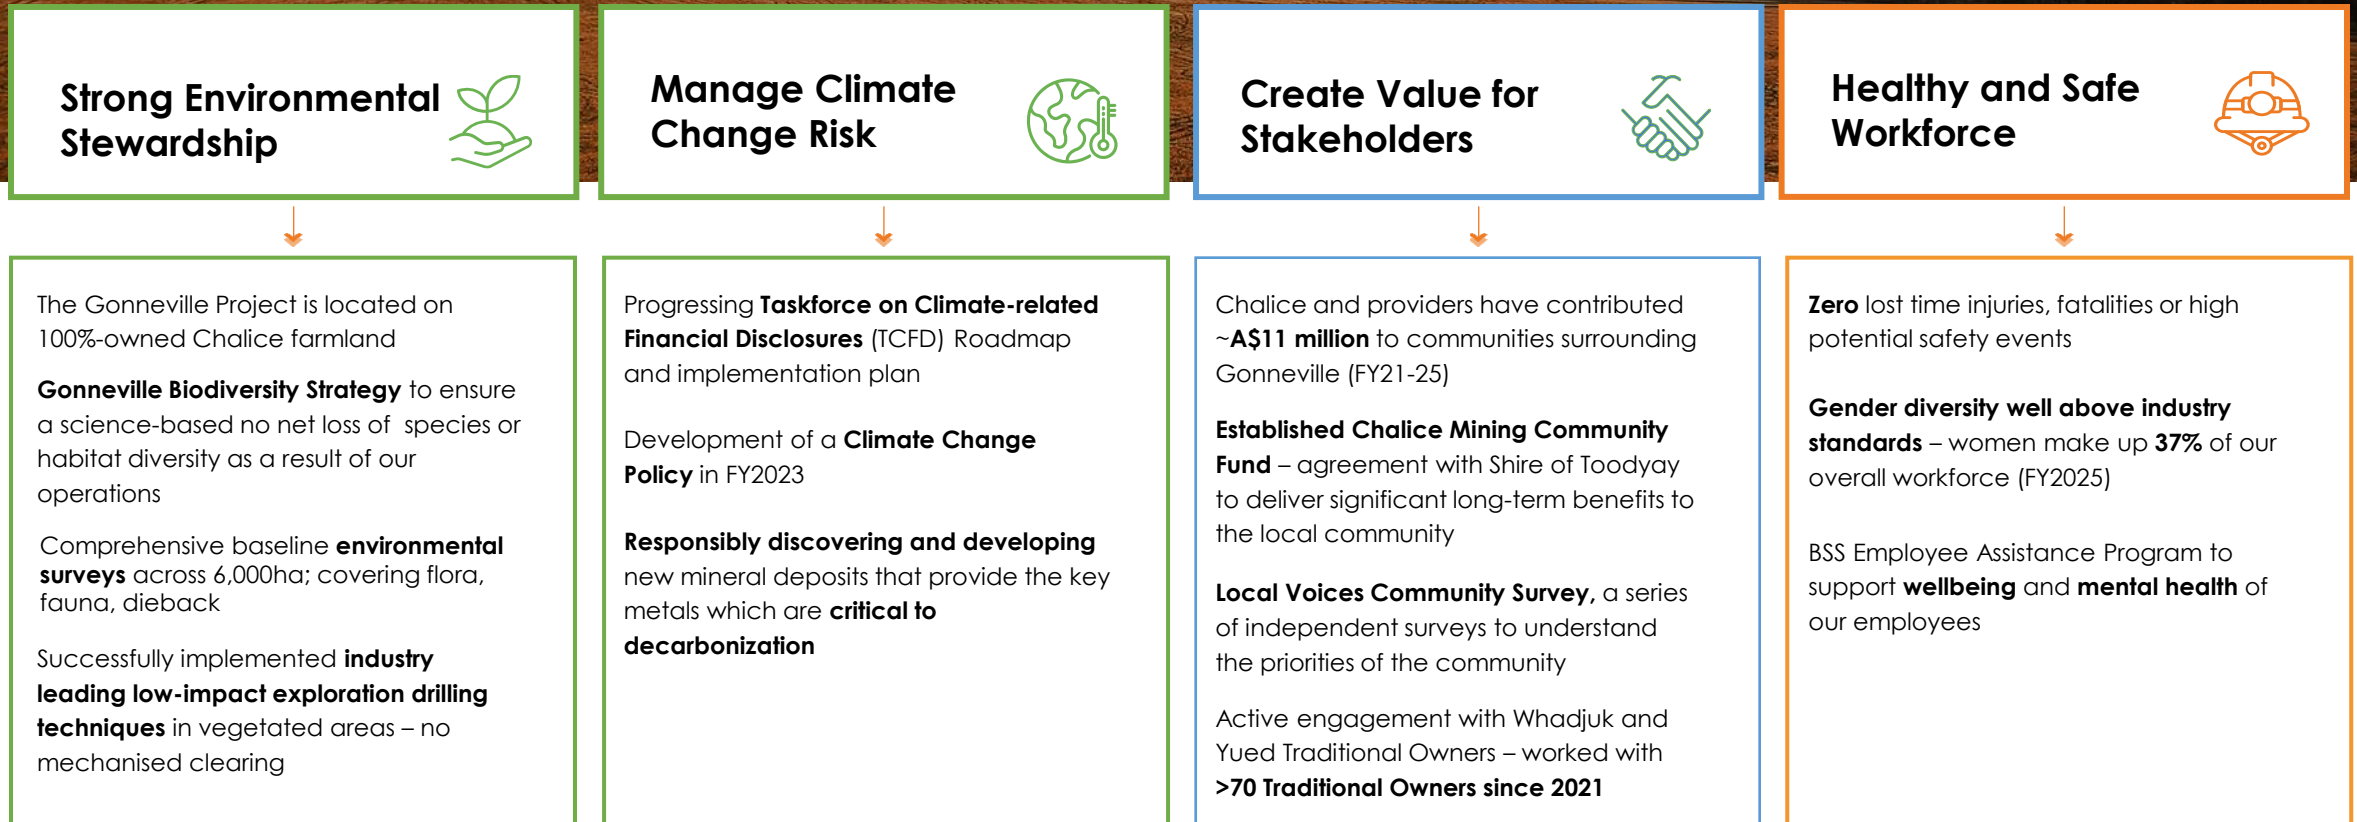 Strong Environmental
Stewardship
The Gonneville Project is located on
100%-owned Chalice farmland
Gonneville Biodiversity Strategy to ensure
a science-based no net loss of species or
habitat diversity as a result of our
operations
Comprehensive baseline environmental
surveys across 6,000ha; covering flora,
fauna, dieback
Successfully implemented industry
leading low-impact exploration drilling
techniques in vegetated areas – no
mechanised clearing
Manage Climate
Change Risk
Progressing Taskforce on Climate-related
Financial Disclosures (TCFD) Roadmap
and implementation plan
Development of a Climate Change
Policy in FY2023
Responsibly discovering and developing
new mineral deposits that provide the key
metals which are critical to
decarbonization
Create Value for
Stakeholders
Chalice and providers have contributed
~A$11 million to communities surrounding
Gonneville (FY21-25)
Established Chalice Mining Community
Fund – agreement with Shire of Toodyay
to deliver significant long-term benefits to
the local community
Local Voices Community Survey, a series
of independent surveys to understand
the priorities of the community
Active engagement with Whadjuk and
Yued Traditional Owners – worked with
>70 Traditional Owners since 2021
Healthy and Safe
Workforce
Zero lost time injuries, fatalities or high
potential safety events
Gender diversity well above industry
standards – women make up 37% of our
overall workforce (FY2025)
BSS Employee Assistance Program to
support wellbeing and mental health of
our employees